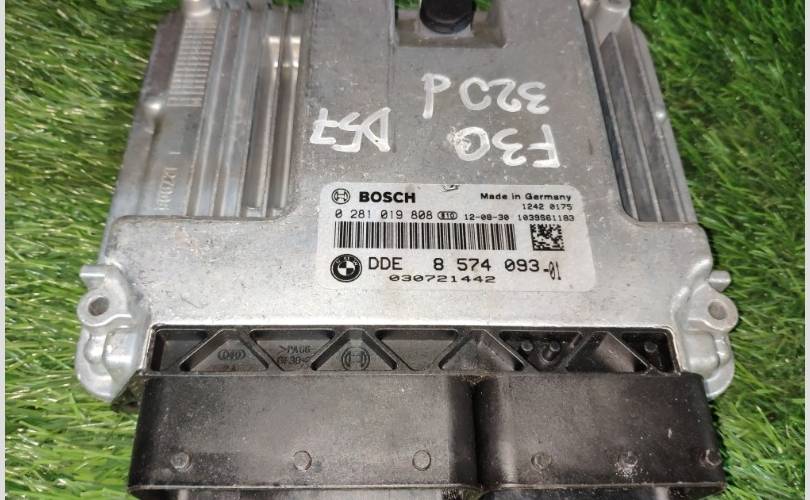 320d
F30
D57
BOSCH
Made in Germany
1242 0175
0 281 019 808
12-08-30 1039S61183
DDE 8 574 093-01
030721442
>PA66